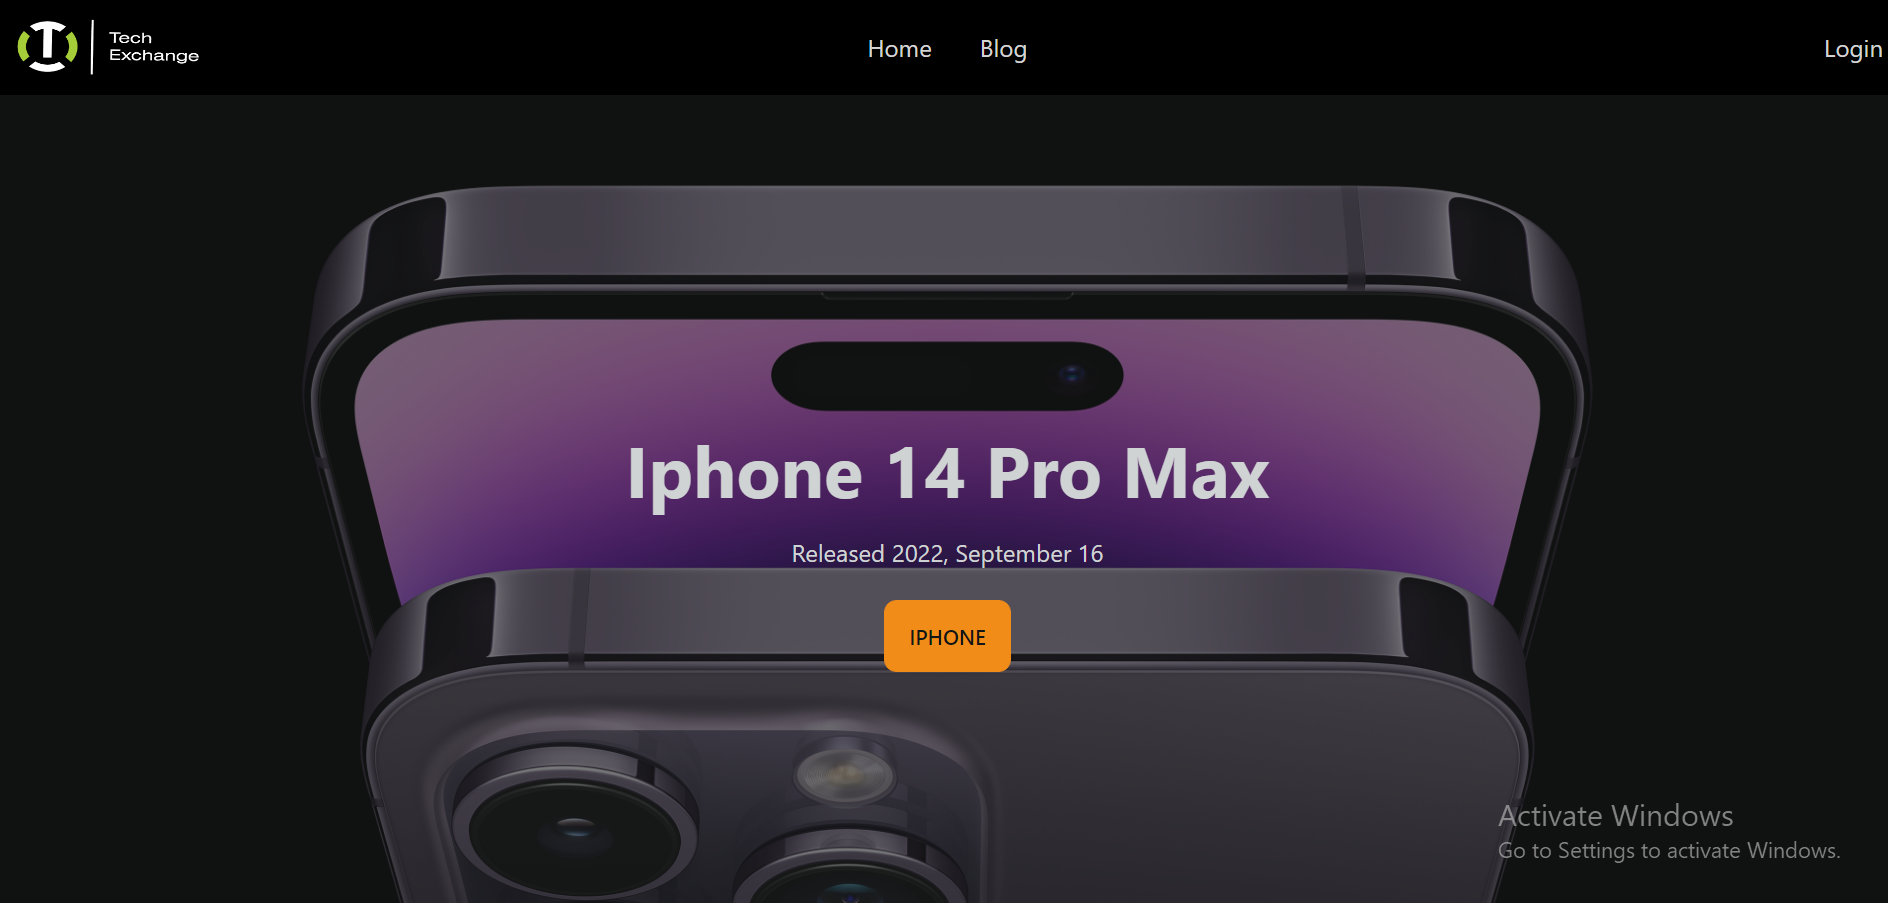 Tech
Exchange
Home
Blog
Login
Iphone 14 Pro Max
Released 2022, September 16
IPHONE
Activate Windows
Go to Settings to activate Windows.